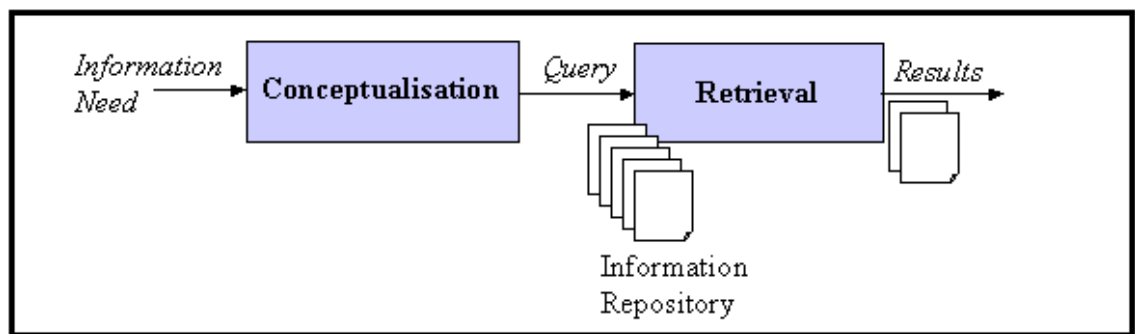 Information
Need
Conceptualisation
Query
Retrieval
Results
Information
Repository